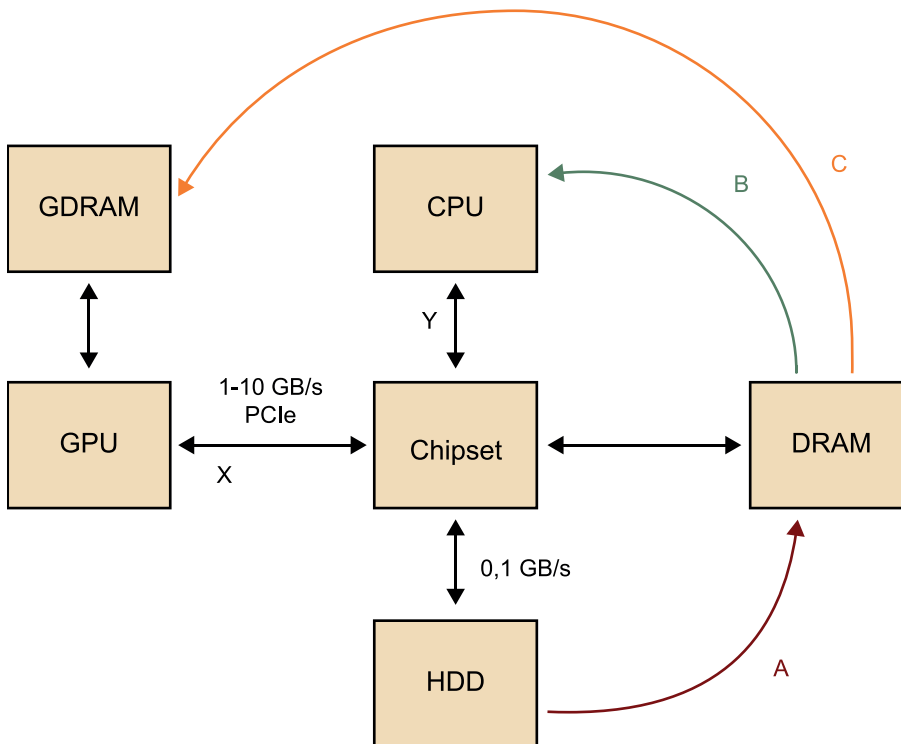 C
B
GDRAM
CPU
Y
1-10 GB/s
PCIe
GPU
Chipset
DRAM
X
0,1 GB/s
HDD
A